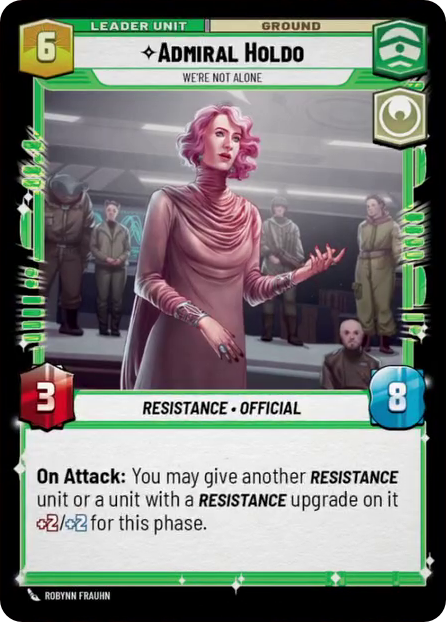 LEADER UNIT
GROUND
6
✧ADMIRAL HOLDO
WE'RE NOT ALONE
3
RESISTANCE • OFFICIAL
8
On Attack: You may give another RESISTANCE
unit or a unit with a RESISTANCE upgrade on it
+2/+2 for this phase.
ROBYNN FRAUHN